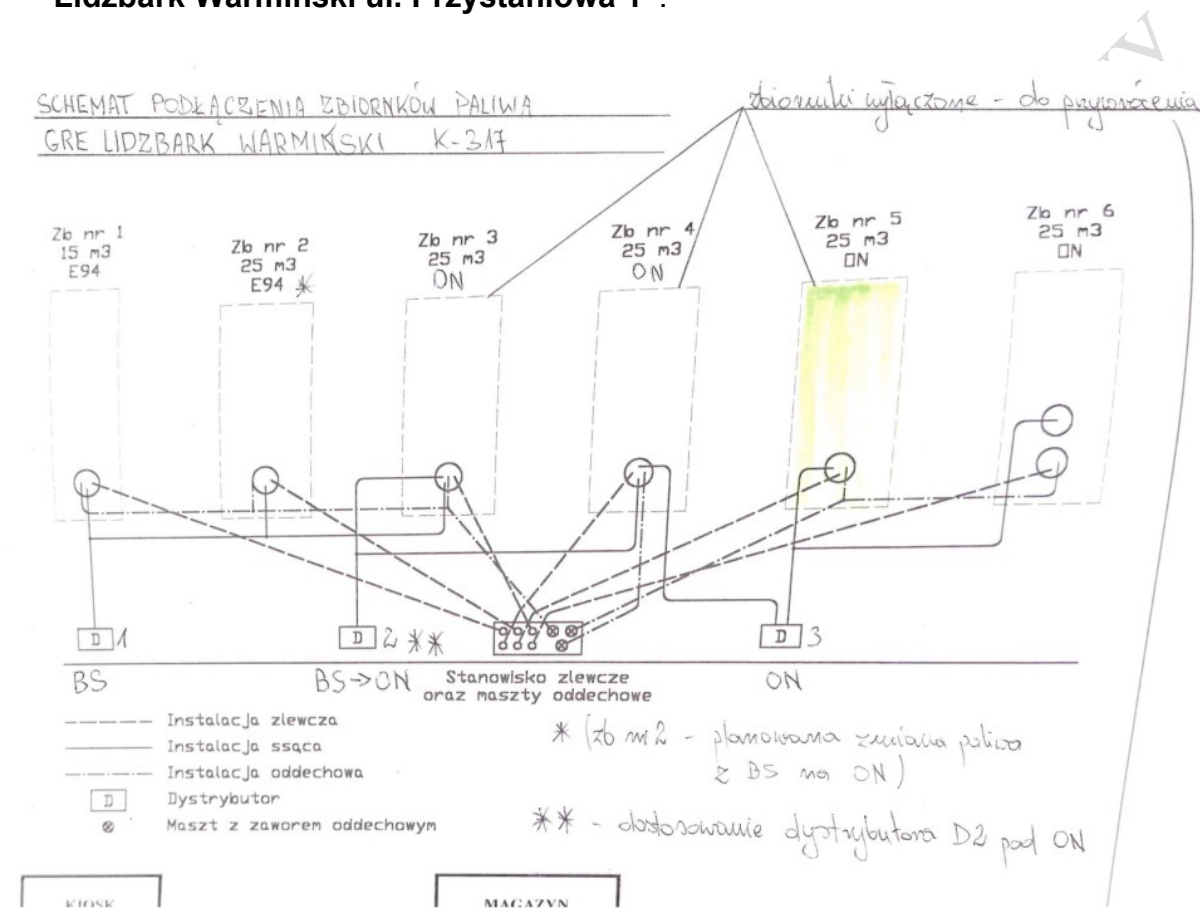 Lidzbark Warmiński ul. Przystaniowa 1".
SCHEMAT PODŁĄCZENIA ZBIORNKÓW PALIWA
GRE LIDZBARK WARMIŃSKI K-317
zbiorniki wyłączone - do przywrócenia
Zb nr 1
15 m3
E94
Zb nr 2
25 m3
E94 *
Zb nr 3
25 m3
ON
Zb nr 4
25 m3
ON
Zb nr 5
25 m3
ON
Zb nr 6
25 m3
ON
D 1
D 2 **
D 3
BS
BS→ON
Stanowisko zlewcze
oraz maszty oddechowe
ON
Instalacja zlewcza
Instalacja ssąca
Instalacja oddechowa
D Dystrybutor
Maszt z zaworem oddechowym
* (zb nr 2 - planowana zmiana paliwa
z BS na ON)
** - dostosowanie dystrybutora D2 pod ON
KIOSK
MAGAZYN